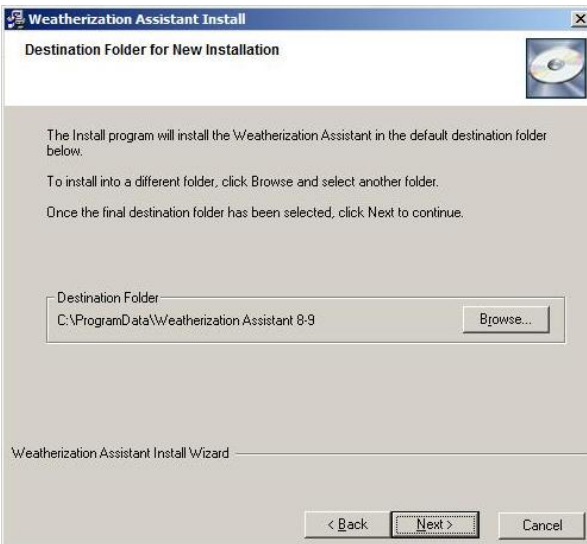 Weatherization Assistant Install
Destination Folder for New Installation
The Install program will install the Weatherization Assistant in the default destination folder
below.
To install into a different folder, click Browse and select another folder.
Once the final destination folder has been selected, click Next to continue.
Destination Folder
C:\ProgramData\Weatherization Assistant 8-9
Browse...
Weatherization Assistant Install Wizard
< Back
Next >
Cancel